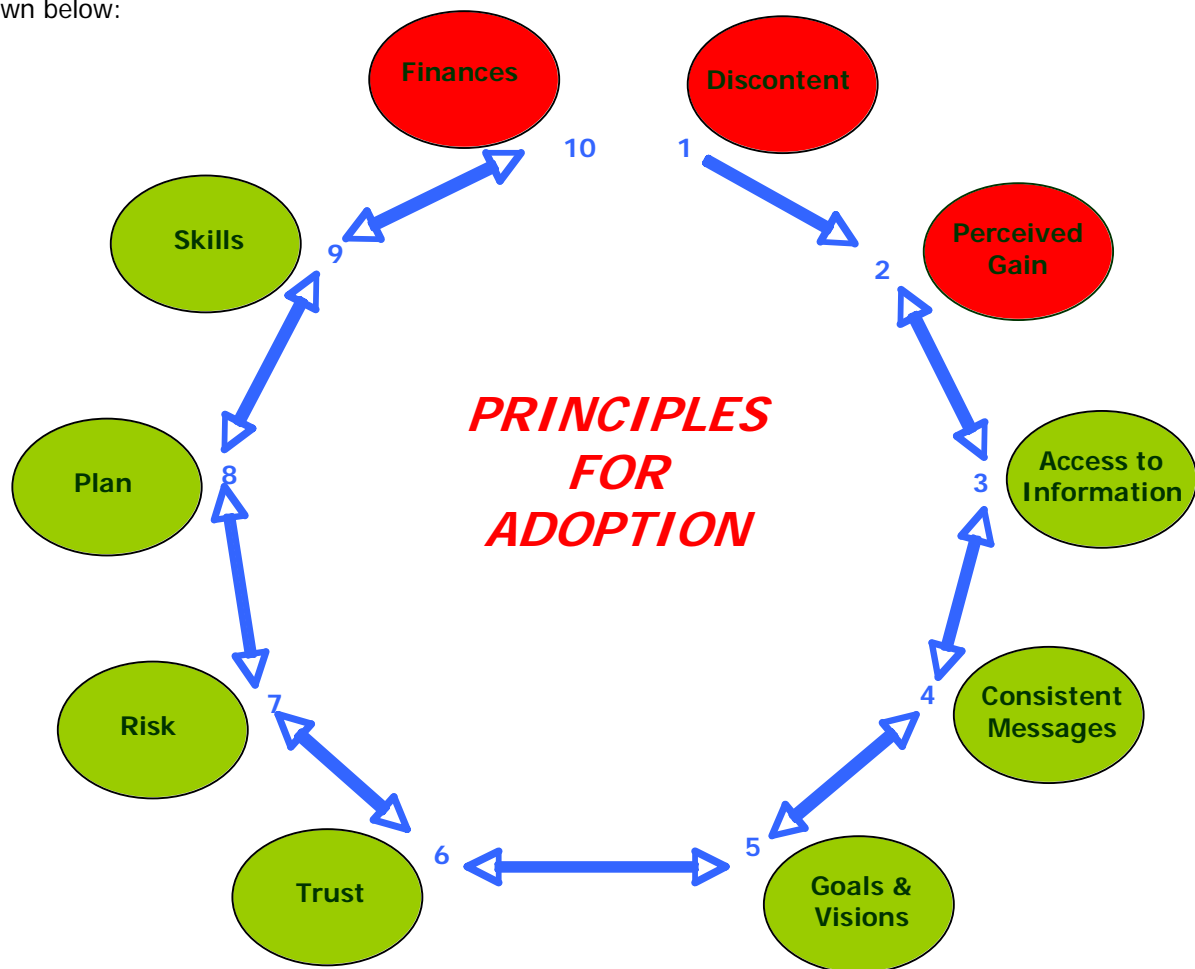 wn below:
Finances
Discontent
10
1
Skills
9
Perceived
Gain
2
PRINCIPLES
FOR
ADOPTION
Plan
8
3
Access to
Information
Risk
7
4
Consistent
Messages
Trust
6
5
Goals &
Visions